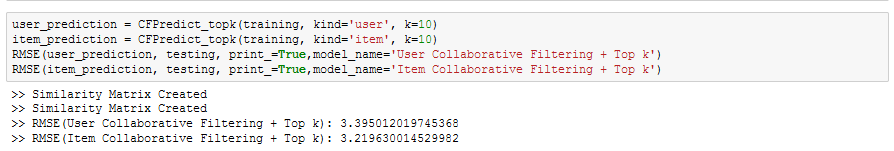 user_prediction = CFPredict_topk(training, kind='user', k=10)
item_prediction = CFPredict_topk(training, kind='item', k=10)
RMSE(user_prediction, testing, print_=True,model_name='User Collaborative Filtering + Top k')
RMSE(item_prediction, testing, print_=True,model_name='Item Collaborative Filtering + Top k')
>> Similarity Matrix Created
>> Similarity Matrix Created
>> RMSE(User Collaborative Filtering + Top k): 3.395012019745368
>> RMSE(Item Collaborative Filtering + Top k): 3.219630014529982